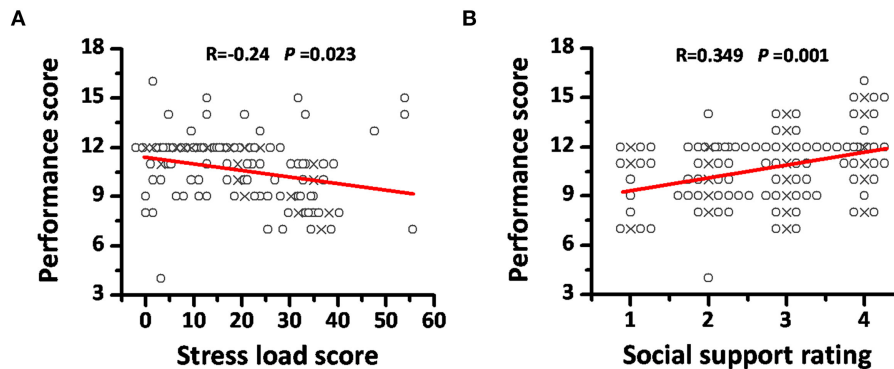 A
R=-0.24 P =0.023
Performance score
18
15
12
9
6
3
0 10 20 30 40 50 60
Stress load score
B
R=0.349 P =0.001
Performance score
18
15
12
9
6
3
1 2 3 4
Social support rating